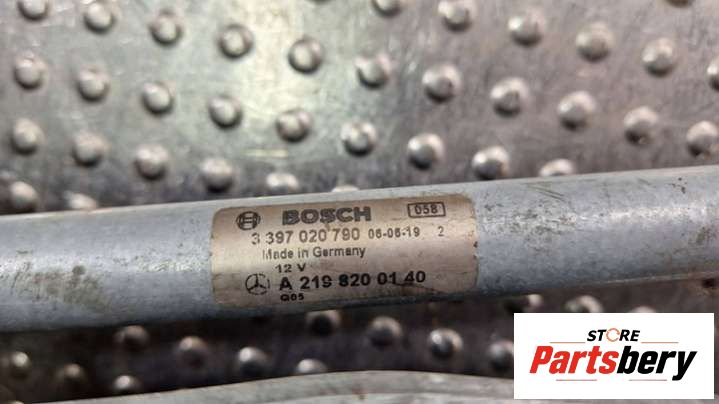 BOSCH 058
3 397 020 790 06-06-19 2
Made in Germany
12 V
A 219 820 01 40
Q05
STORE
Partsbery